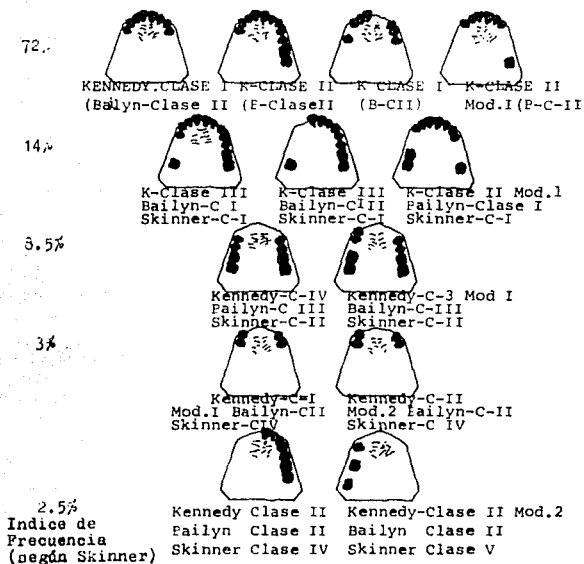 72%
KENNEDY.CLASE I K-CLASE II K CLASE I K-CLASE II
(Bailyn-Clase II (E-ClaseII (B-CII) Mod.I(P-C-II
14%
K-Clase III K-Clase III K-Clase II Mod.1
Bailyn-C I Bailyn-CIII Pailyn-Clase I
Skinner-C-I Skinner-C-I Skinner-C-I
8.5%
Kennedy-C-IV Kennedy-C-3 Mod I
Pailyn-C III Bailyn-C-III
Skinner-C-II Skinner-C-II
3%
Kennedy-C-I Kennedy-C-II
Mod.I Bailyn-CII Mod.2 Bailyn-C-II
Skinner-CIV Skinner-C IV
2.5%
Kennedy Clase II Kennedy-Clase II Mod.2
Indice de
Frecuencia
(según Skinner)
Pailyn Clase II Bailyn Clase II
Skinner Clase IV Skinner Clase V